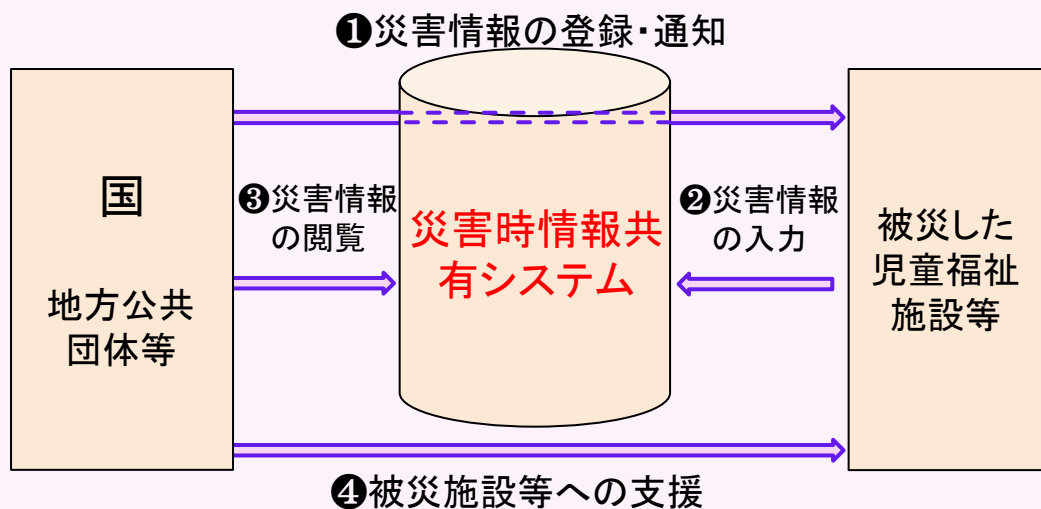 ❶災害情報の登録・通知
国
地方公共
団体等
❸災害情報
の閲覧
災害時情報共
有システム
❷災害情報
の入力
被災した
児童福祉
施設等
❹被災施設等への支援